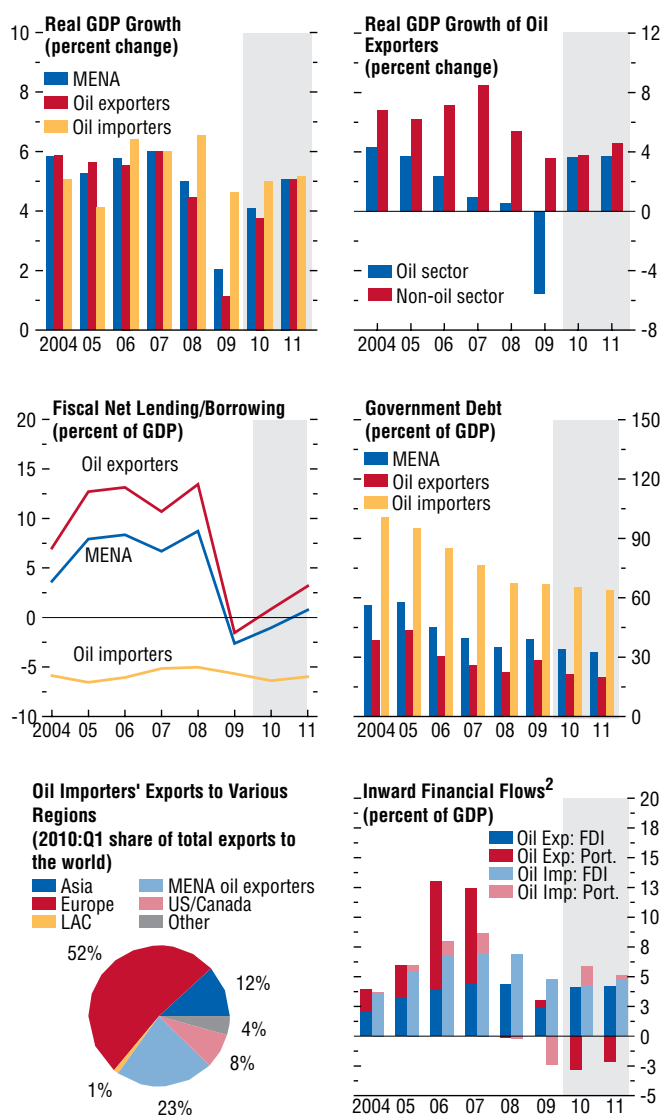 Real GDP Growth
(percent change)
MENA
Oil exporters
Oil importers
10
8
6
4
2
0
2004 05 06 07 08 09 10 11
Real GDP Growth of Oil
Exporters
(percent change)
12
8
4
0
-4
-8
Oil sector
Non-oil sector
2004 05 06 07 08 09 10 11
Fiscal Net Lending/Borrowing
(percent of GDP)
20
15
10
5
0
-5
-10
Oil exporters
MENA
Oil importers
2004 05 06 07 08 09 10 11
Government Debt
(percent of GDP)
MENA
Oil exporters
Oil importers
150
120
90
60
30
0
2004 05 06 07 08 09 10 11
Oil Importers' Exports to Various
Regions
(2010:Q1 share of total exports to
the world)
Asia MENA oil exporters
Europe US/Canada
LAC Other
52%
12%
4%
8%
23%
1%
Inward Financial Flows2
(percent of GDP)
Oil Exp: FDI
Oil Exp: Port.
Oil Imp: FDI
Oil Imp: Port.
20
18
15
13
10
8
5
3
0
-3
-5
2004 05 06 07 08 09 10 11